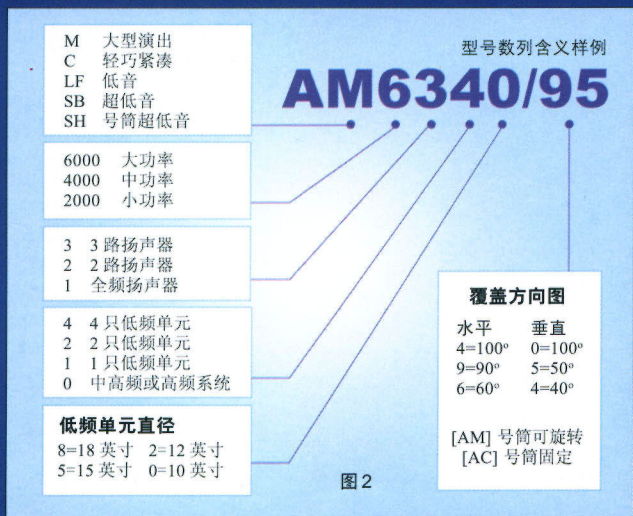 型号数列含义样例
AM6340/95
M 大型演出
C 轻巧紧凑
LF 低音
SB 超低音
SH 号筒超低音
6000 大功率
4000 中功率
2000 小功率
3 3路扬声器
2 2路扬声器
1 全频扬声器
4 4只低频单元
2 2只低频单元
1 1只低频单元
0 中高频或高频系统
低频单元直径
8=18 英寸 2=12 英寸
5=15 英寸 0=10 英寸
覆盖方向图
水平 垂直
4=100° 0=100°
9=90° 5=50°
6=60° 4=40°
[AM] 号筒可旋转
[AC] 号筒固定
图2